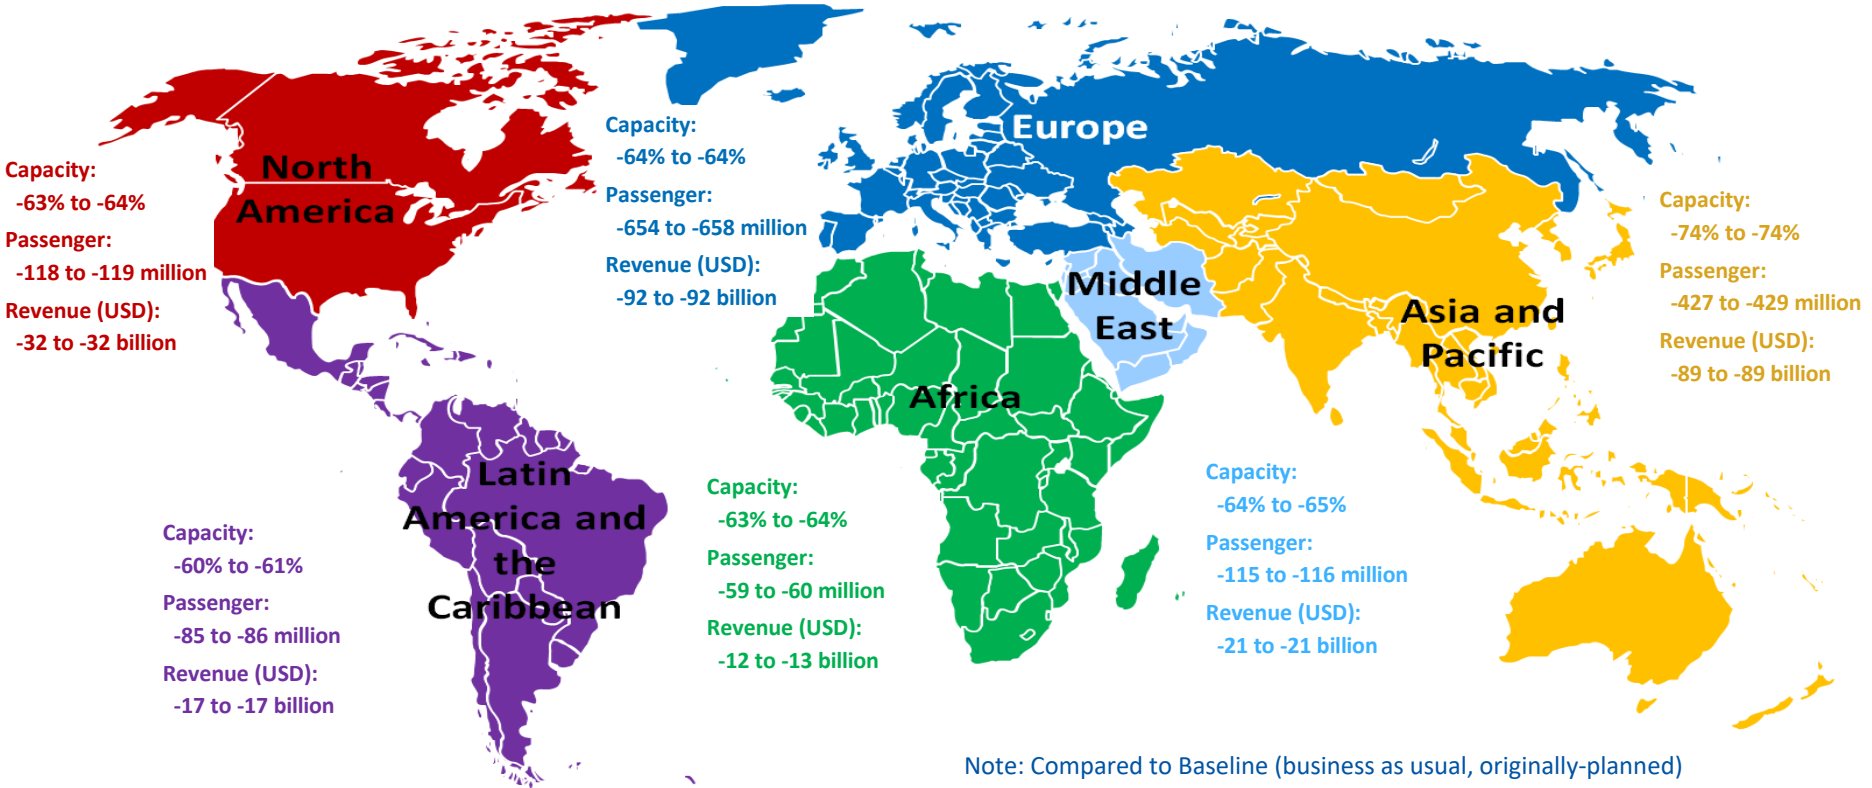 North
America
Capacity:
-63% to -64%
Passenger:
-118 to -119 million
Revenue (USD):
-32 to -32 billion
Capacity:
-64% to -64%
Passenger:
-654 to -658 million
Revenue (USD):
-92 to -92 billion
Europe
Middle
East
Asia and
Pacific
Capacity:
-74% to -74%
Passenger:
-427 to -429 million
Revenue (USD):
-89 to -89 billion
Africa
Latin
America and
the
Caribbean
Capacity:
-60% to -61%
Passenger:
-85 to -86 million
Revenue (USD):
-17 to -17 billion
Capacity:
-63% to -64%
Passenger:
-59 to -60 million
Revenue (USD):
-12 to -13 billion
Capacity:
-64% to -65%
Passenger:
-115 to -116 million
Revenue (USD):
-21 to -21 billion
Note: Compared to Baseline (business as usual, originally-planned)